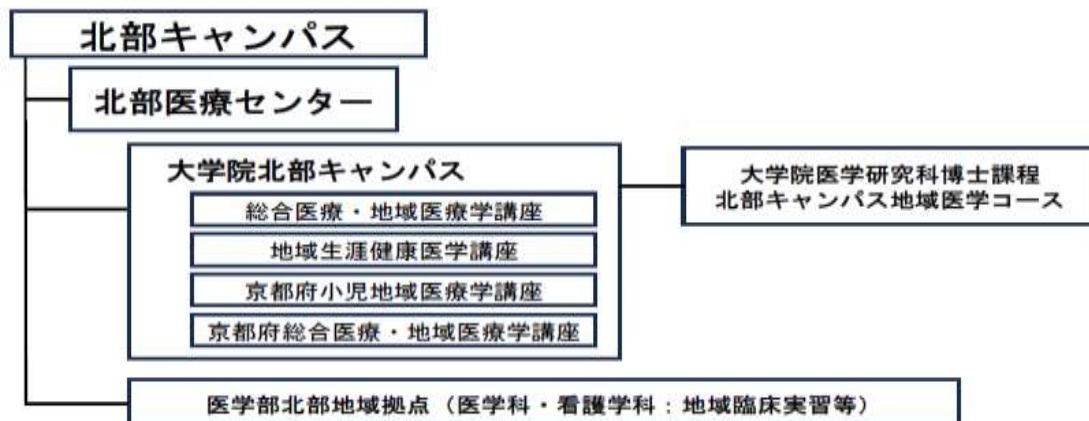 北部キャンパス
北部医療センター
大学院北部キャンパス
総合医療・地域医療学講座
地域生涯健康医学講座
京都府小児地域医療学講座
京都府総合医療・地域医療学講座
大学院医学研究科博士課程
北部キャンパス地域医学コース
医学部北部地域拠点（医学科・看護学科：地域臨床実習等）